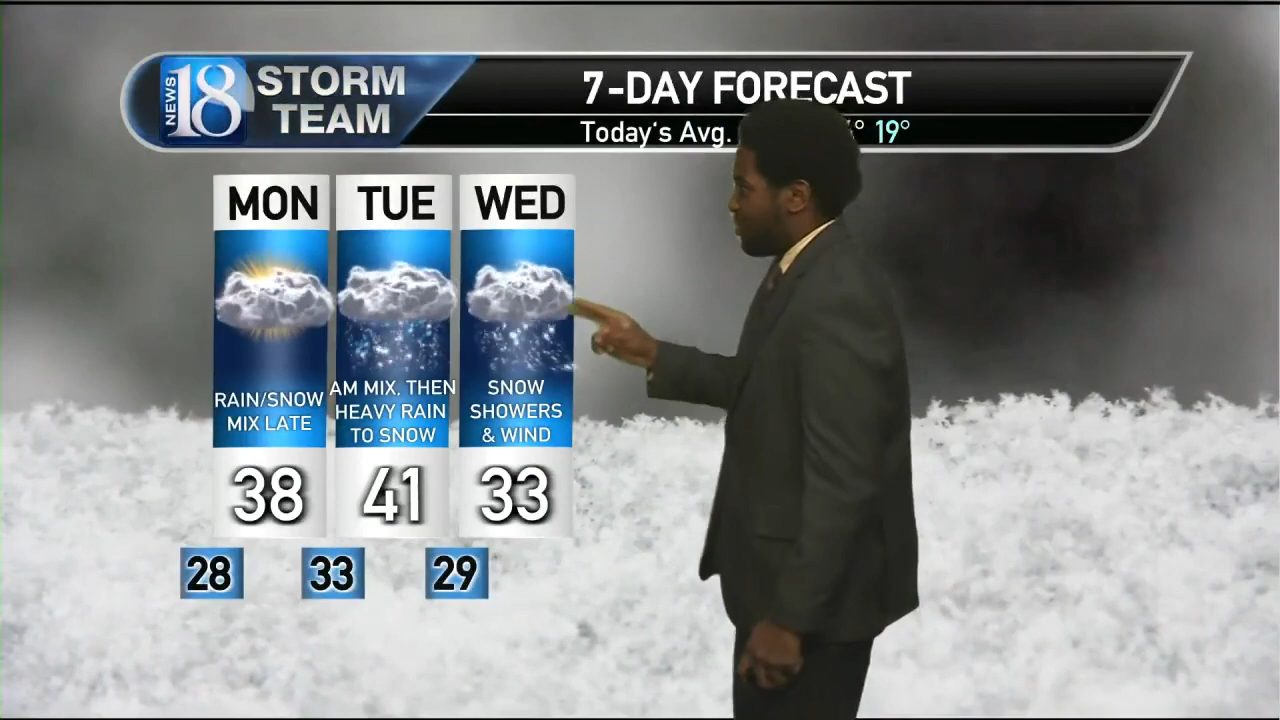 NEWS 18 STORM TEAM
7-DAY FORECAST
Today's Avg. 19°
MON TUE WED
RAIN/SNOW
MIX LATE
AM MIX, THEN
HEAVY RAIN
TO SNOW
SNOW
SHOWERS
& WIND
38 41 33
28 33 29